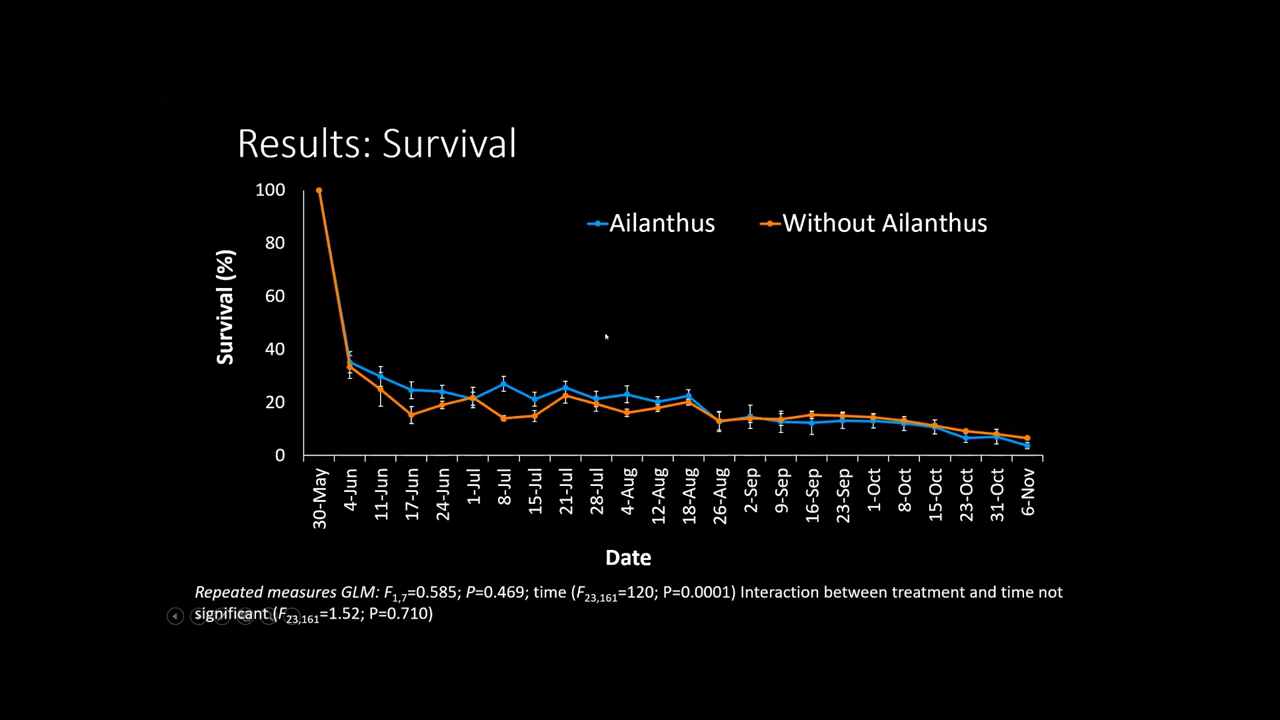 Results: Survival
100
80
60
40
20
0
Survival (%)
Ailanthus
Without Ailanthus
30-May
4-Jun
11-Jun
17-Jun
24-Jun
1-Jul
8-Jul
15-Jul
21-Jul
28-Jul
4-Aug
12-Aug
18-Aug
26-Aug
2-Sep
9-Sep
16-Sep
23-Sep
1-Oct
8-Oct
15-Oct
23-Oct
31-Oct
6-Nov
Date
Repeated measures GLM: F1,7=0.585; P=0.469; time (F23,161=120; P=0.0001) Interaction between treatment and time not
significant (F23,161=1.52; P=0.710)